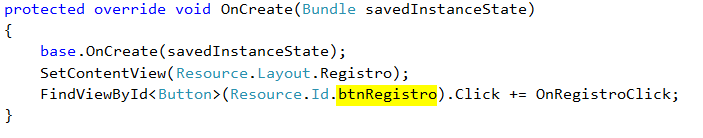 protected override void OnCreate(Bundle savedInstanceState)
{
    base.OnCreate(savedInstanceState);
    SetContentView(Resource.Layout.Registro);
    FindViewById<Button>(Resource.Id.btnRegistro).Click += OnRegistroClick;
}